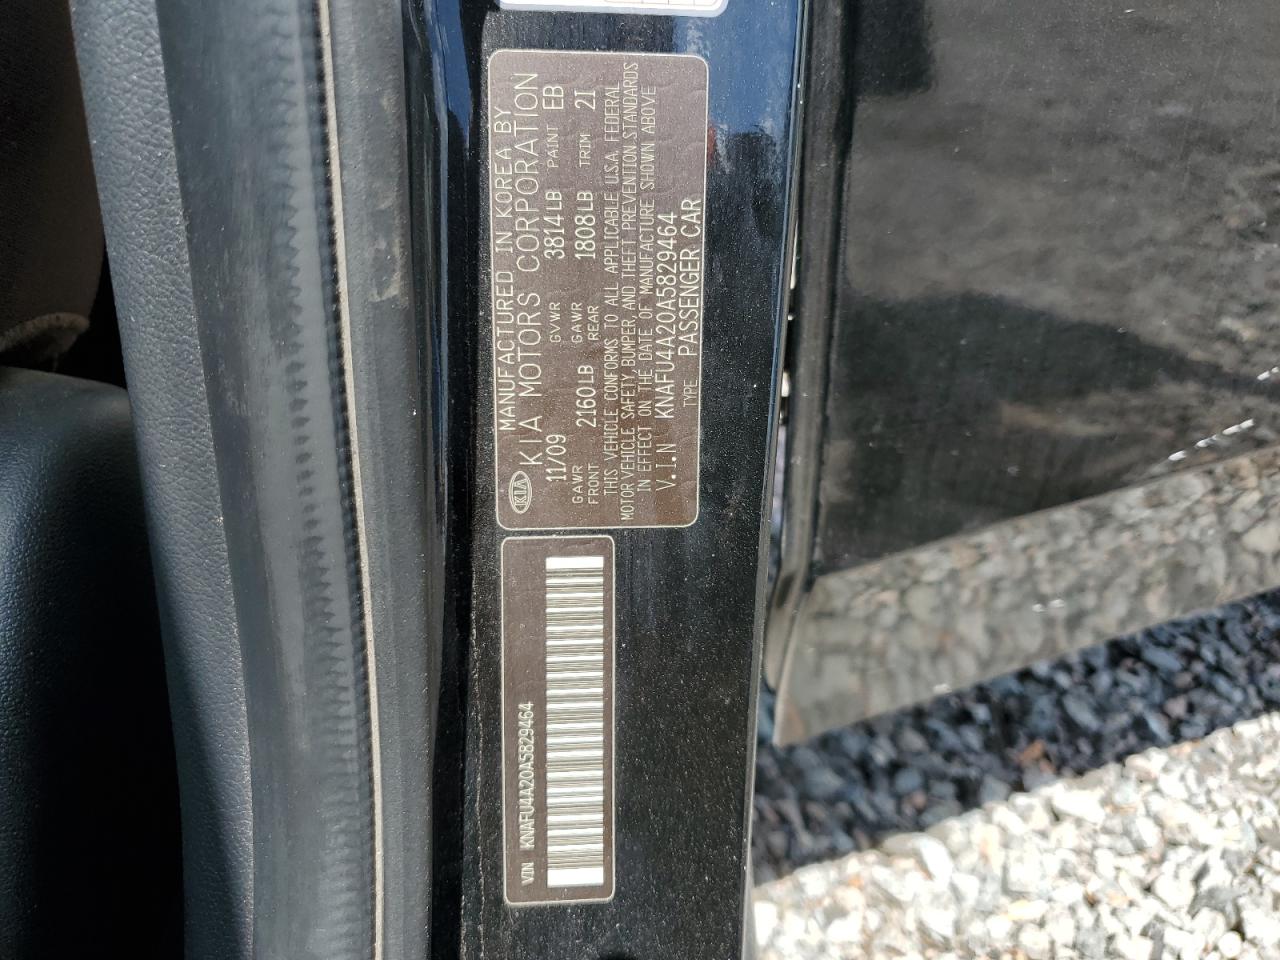 MANUFACTURED IN KOREA BY
KIA KIA MOTORS CORPORATION
11/09 GVWR 3814LB PAINT EB
GAWR FRONT 2160LB GAWR REAR 1808LB TRIM 2I
THIS VEHICLE CONFORMS TO ALL APPLICABLE U.S.A. FEDERAL
MOTOR VEHICLE SAFETY, BUMPER, AND THEFT PREVENTION STANDARDS
IN EFFECT ON THE DATE OF MANUFACTURE SHOWN ABOVE
V.I.N KNAFU4A20A5829464
TYPE PASSENGER CAR
VIN KNAFU4A20A5829464